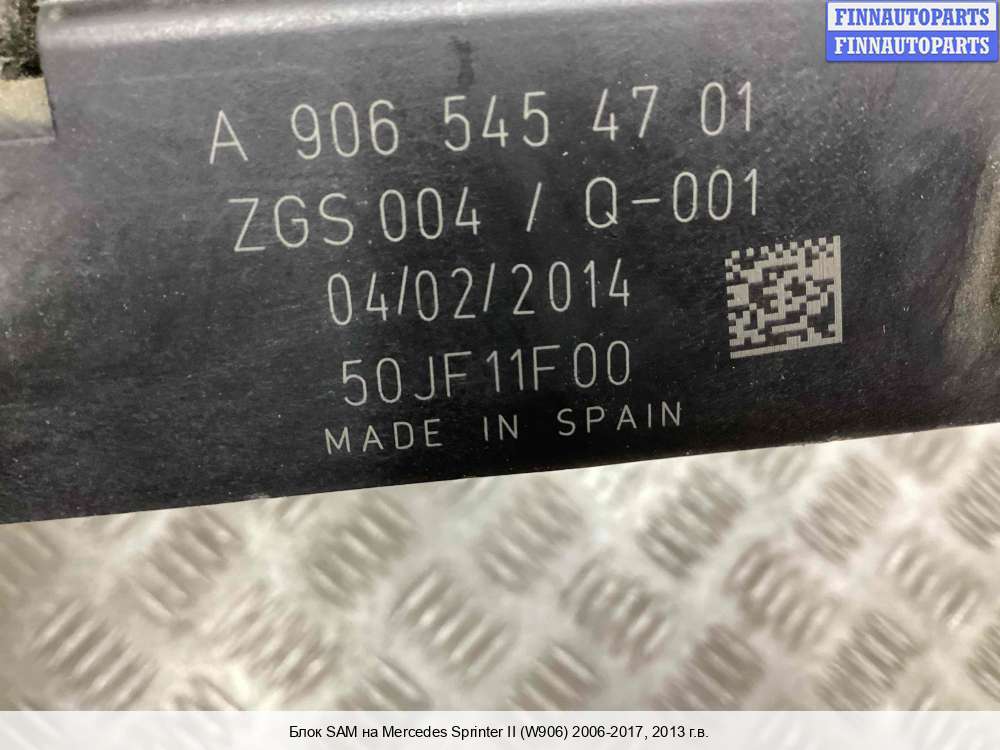 FINNAUTOPARTS
FINNAUTOPARTS
A 906 545 47 01
ZGS 004 / Q-001
04/02/2014
50JF11F00
MADE IN SPAIN
Блок SAM на Mercedes Sprinter II (W906) 2006-2017, 2013 г.в.